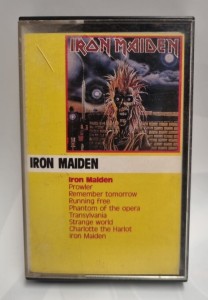 IRON MAIDEN
IRON MAIDEN
Iron Maiden
Prowler
Remember tomorrow
Running free
Phantom of the opera
Transylvania
Strange world
Charlotte the Harlot
Iron Maiden